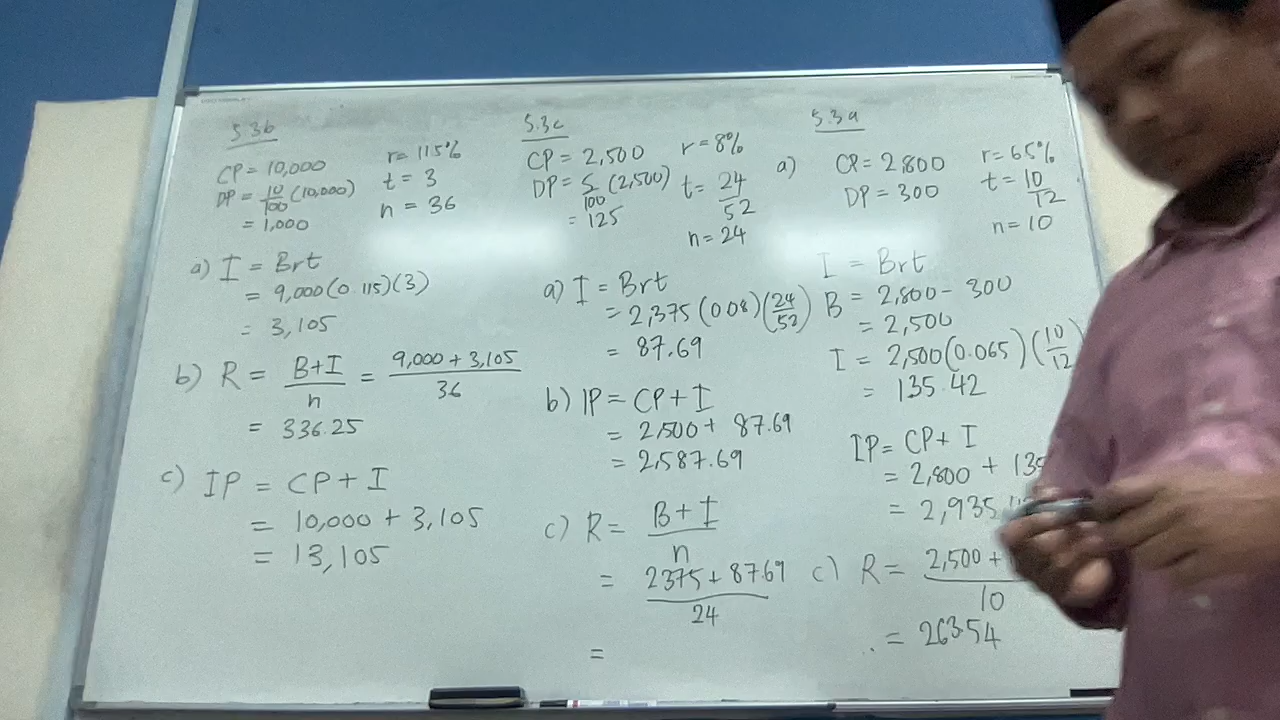 5.3b
CP = 10,000
DP = 10/100 (10,000)
= 1,000
r = 11.5%
t = 3
n = 36
a) I = Brt
= 9,000(0.115)(3)
= 3,105
b) R = B+I/n = 9,000 + 3,105/36
= 336.25
c) IP = CP + I
= 10,000 + 3,105
= 13,105
5.3c
CP = 2,500
DP = 5/100 (2,500)
= 125
r = 8%
t = 24/52
n = 24
a) I = Brt
= 2,375 (0.08)(24/52)
= 87.69
b) IP = CP + I
= 2,500 + 87.69
= 2,587.69
c) R = B + I/n
= 2375 + 87.69/24
=
5.3a
a) CP = 2,800
DP = 300
r = 6.5%
t = 10/12
n = 10
I = Brt
B = 2,800 - 300
= 2,500
I = 2,500(0.065)(10/12)
= 135.42
IP = CP + I
= 2,800 + 135
= 2,935
c) R = 2,500 + /10
= 263.54